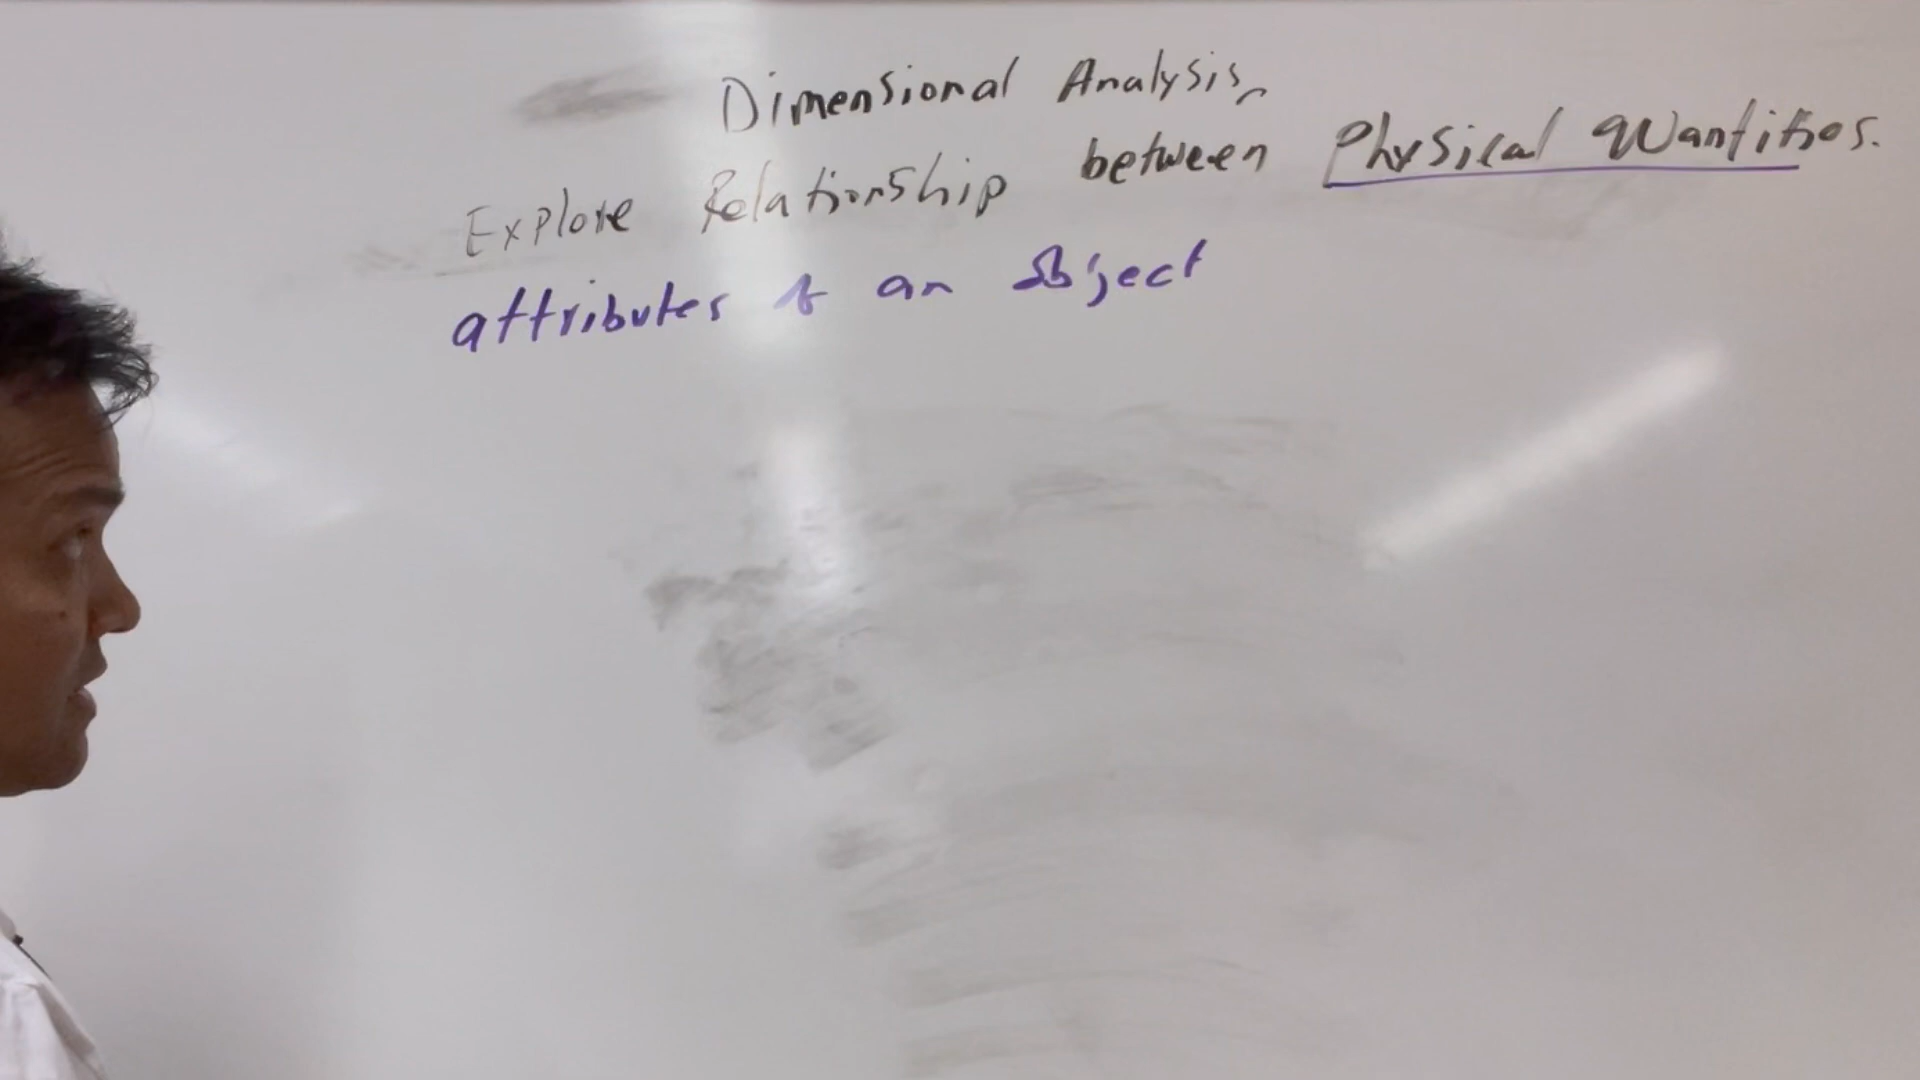 Dimensional Analysis
Explore Relationship between Physical Quantities.
attributes of an Object